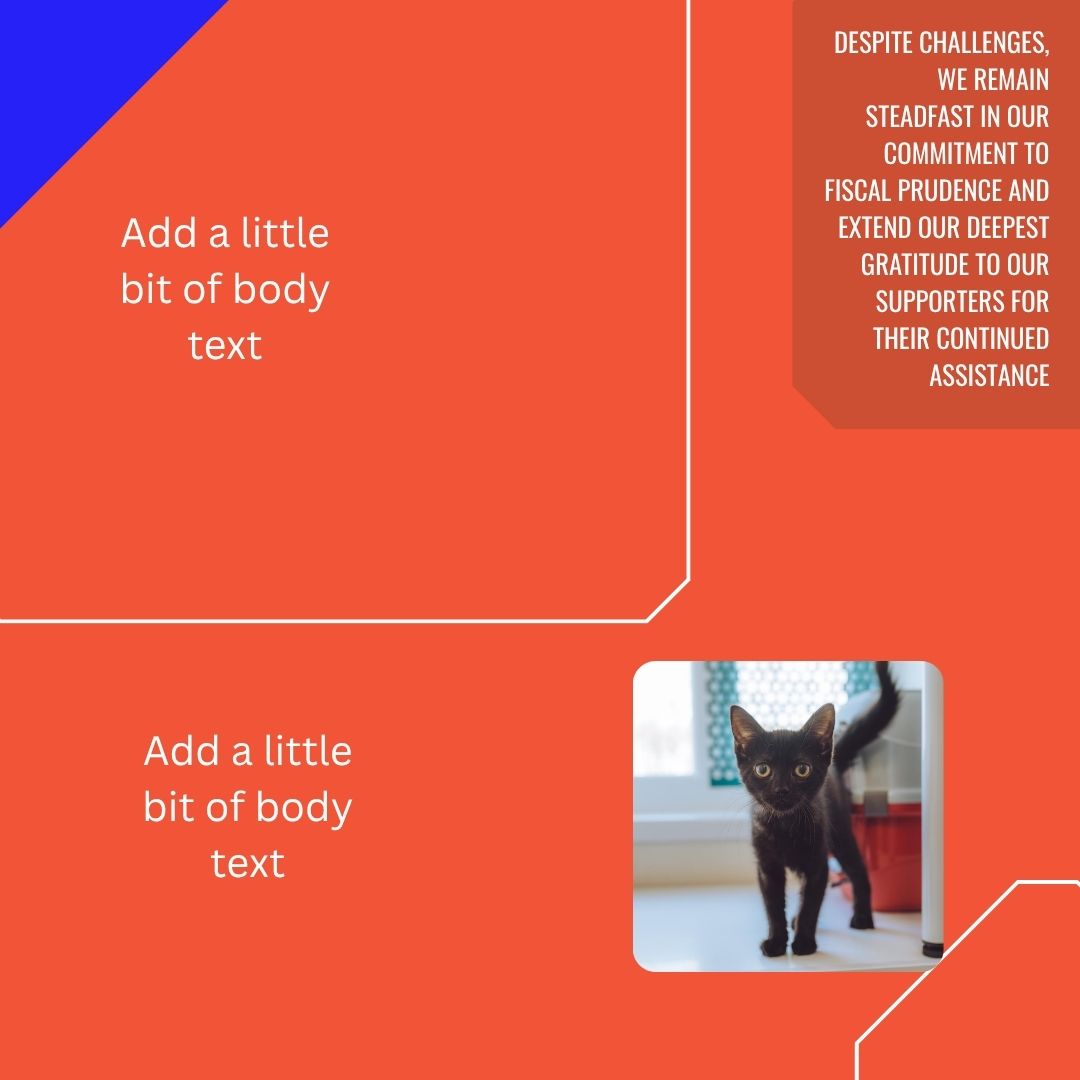 DESPITE CHALLENGES,
WE REMAIN
STEADFAST IN OUR
COMMITMENT TO
FISCAL PRUDENCE AND
EXTEND OUR DEEPEST
GRATITUDE TO OUR
SUPPORTERS FOR
THEIR CONTINUED
ASSISTANCE
Add a little
bit of body
text
Add a little
bit of body
text